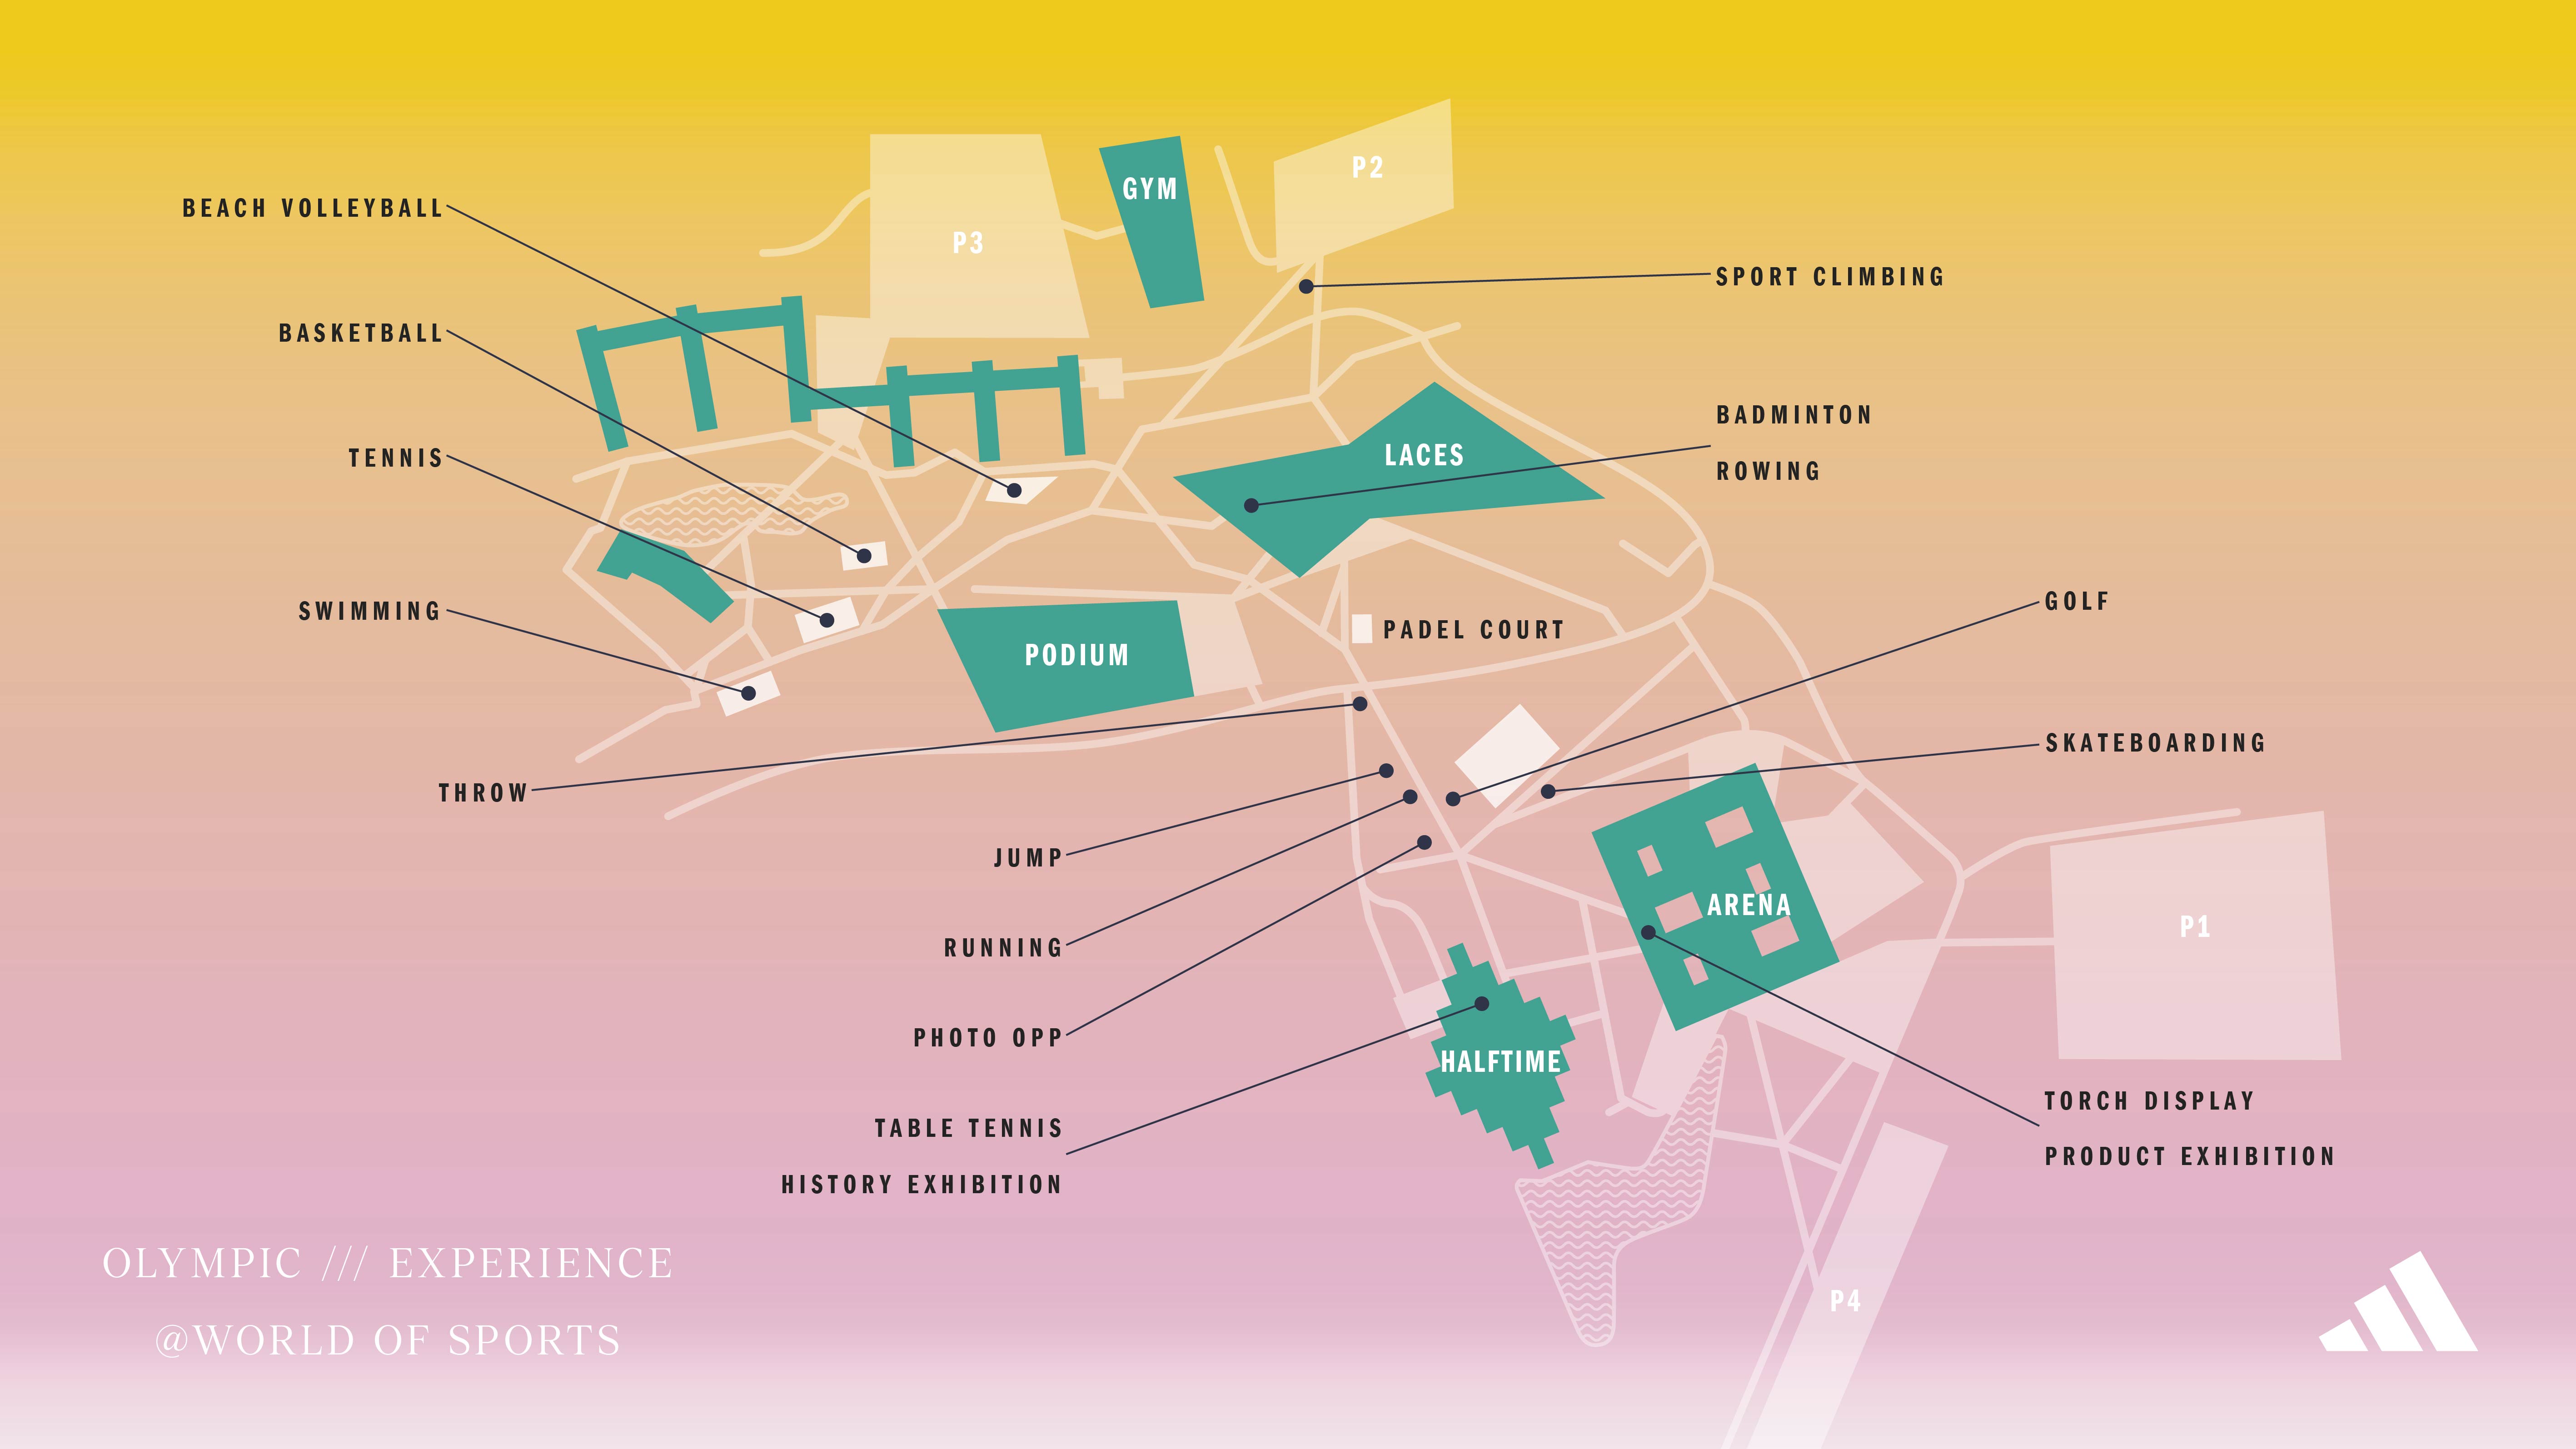 P2
GYM
BEACH VOLLEYBALL
P3
SPORT CLIMBING
BASKETBALL
BADMINTON
ROWING
TENNIS
LACES
SWIMMING
GOLF
PADEL COURT
PODIUM
SKATEBOARDING
THROW
JUMP
ARENA
P1
RUNNING
PHOTO OPP
HALFTIME
TORCH DISPLAY
PRODUCT EXHIBITION
TABLE TENNIS
HISTORY EXHIBITION
OLYMPIC /// EXPERIENCE
@WORLD OF SPORTS
P4